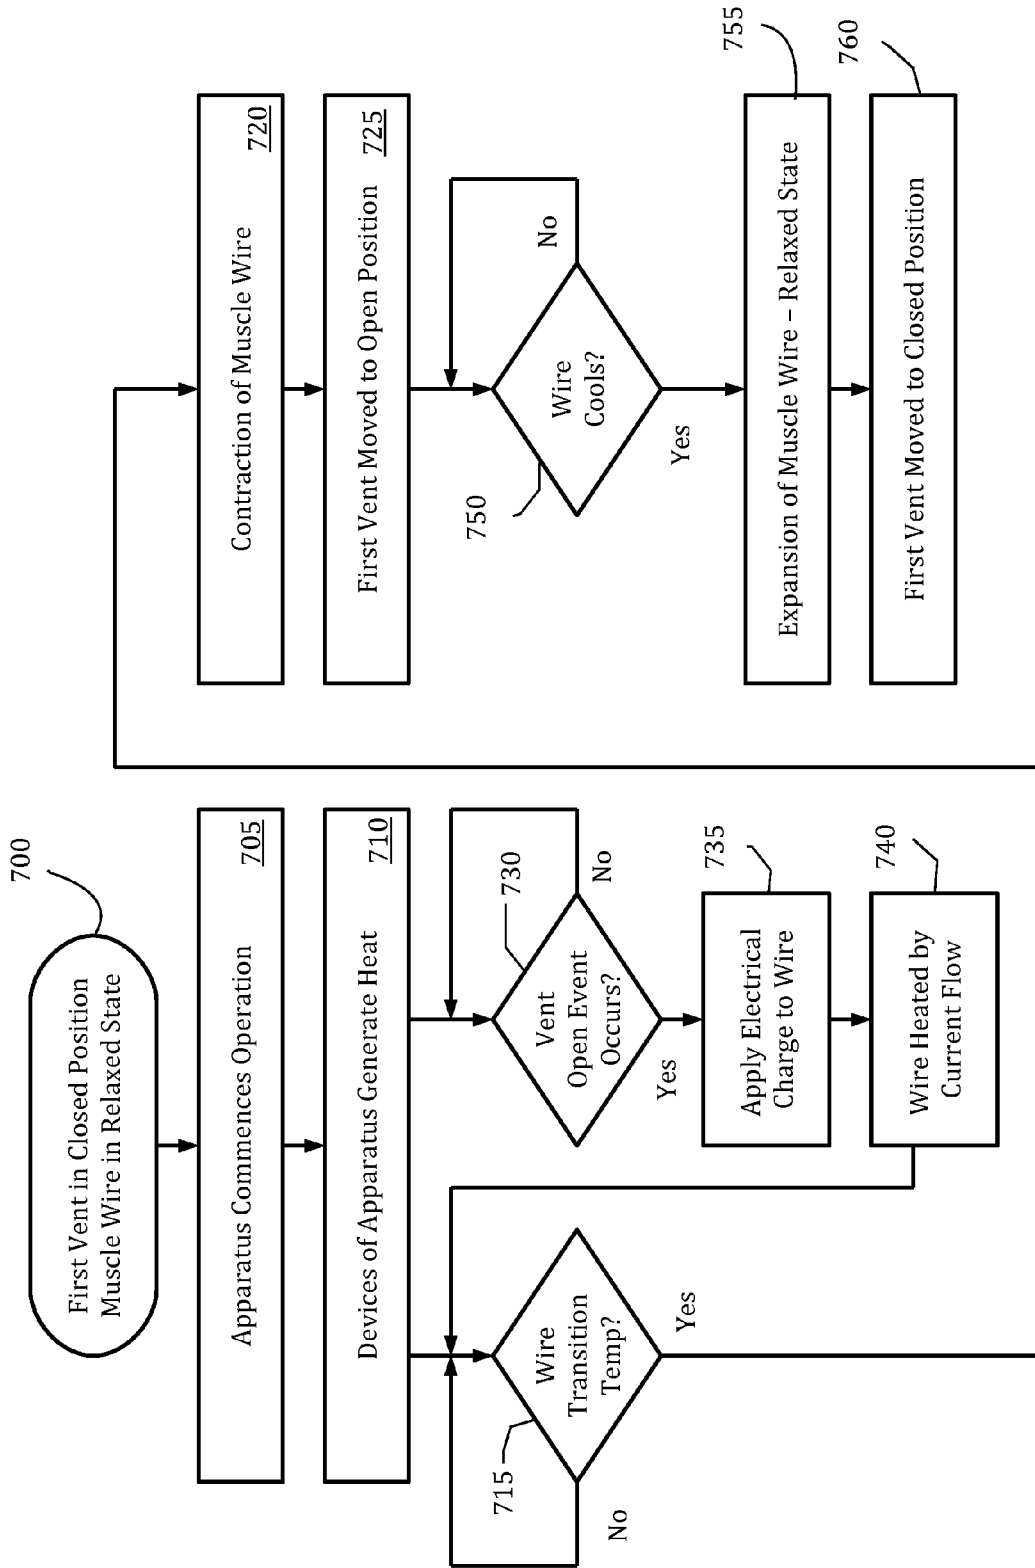 700
First Vent in Closed Position
Muscle Wire in Relaxed State
Apparatus Commences Operation
705
Devices of Apparatus Generate Heat
710
715
Wire
Transition
Temp?
No
Yes
730
Vent
Open Event
Occurs?
No
Yes
735
Apply Electrical
Charge to Wire
740
Wire Heated by
Current Flow
Contraction of Muscle Wire
720
First Vent Moved to Open Position
725
750
Wire
Cools?
No
Yes
755
Expansion of Muscle Wire – Relaxed State
760
First Vent Moved to Closed Position